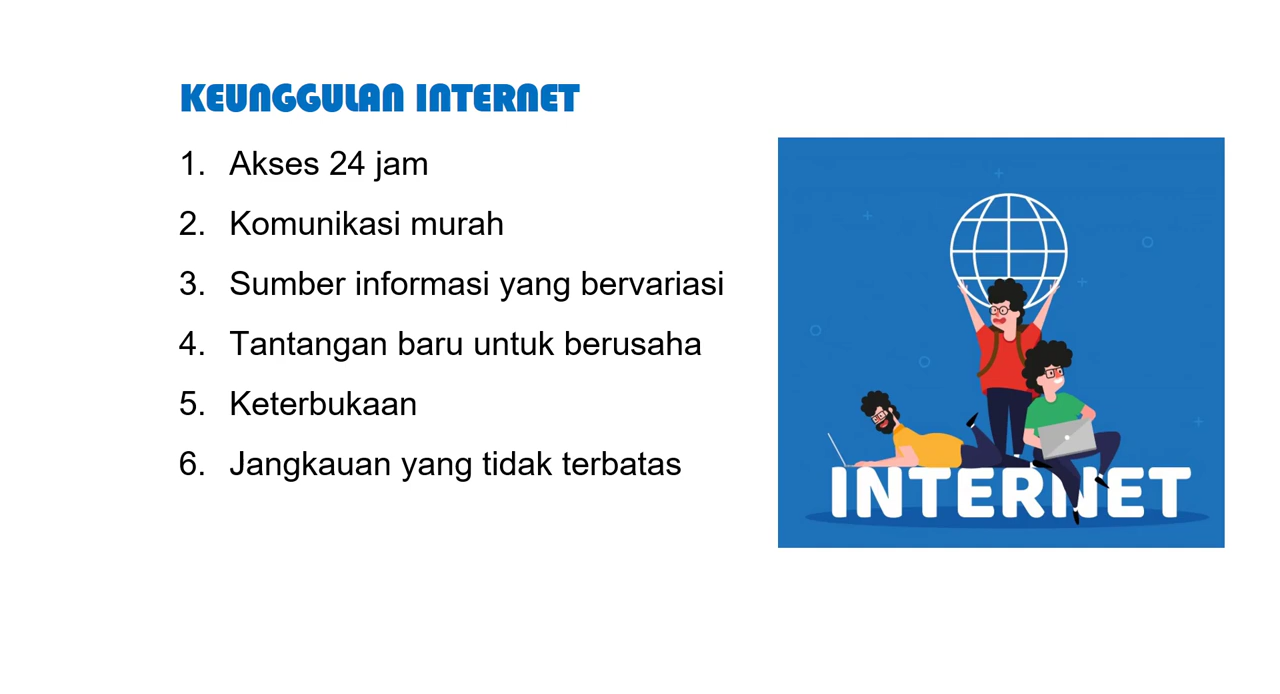 KEUNGGULAN INTERNET
1. Akses 24 jam
2. Komunikasi murah
3. Sumber informasi yang bervariasi
4. Tantangan baru untuk berusaha
5. Keterbukaan
6. Jangkauan yang tidak terbatas
INTERNET